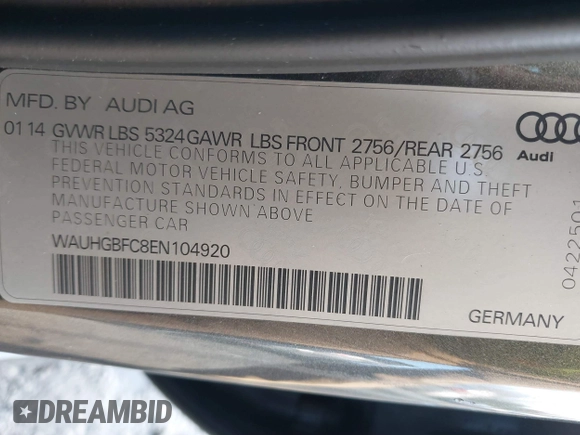 MFD. BY AUDI AG
01 14 GVWR LBS 5324 GAWR LBS FRONT 2756/REAR 2756
THIS VEHICLE CONFORMS TO ALL APPLICABLE U.S.
FEDERAL MOTOR VEHICLE SAFETY, BUMPER AND THEFT
PREVENTION STANDARDS IN EFFECT ON THE DATE OF
MANUFACTURE SHOWN ABOVE
PASSENGER CAR
WAUHGBFC8EN104920
Audi
0422501
GERMANY
DREAMBID